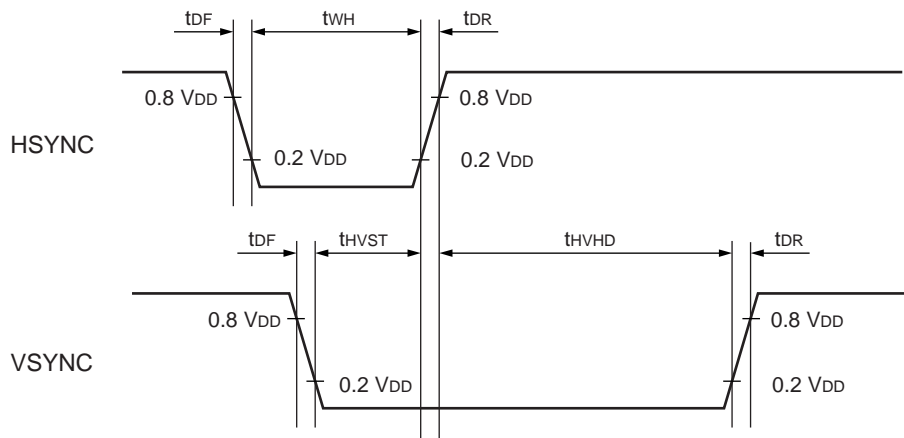 tDF tWH tDR
0.8 VDD 0.8 VDD
HSYNC
0.2 VDD 0.2 VDD
tDF tHVST tHVHD tDR
0.8 VDD 0.8 VDD
VSYNC
0.2 VDD 0.2 VDD